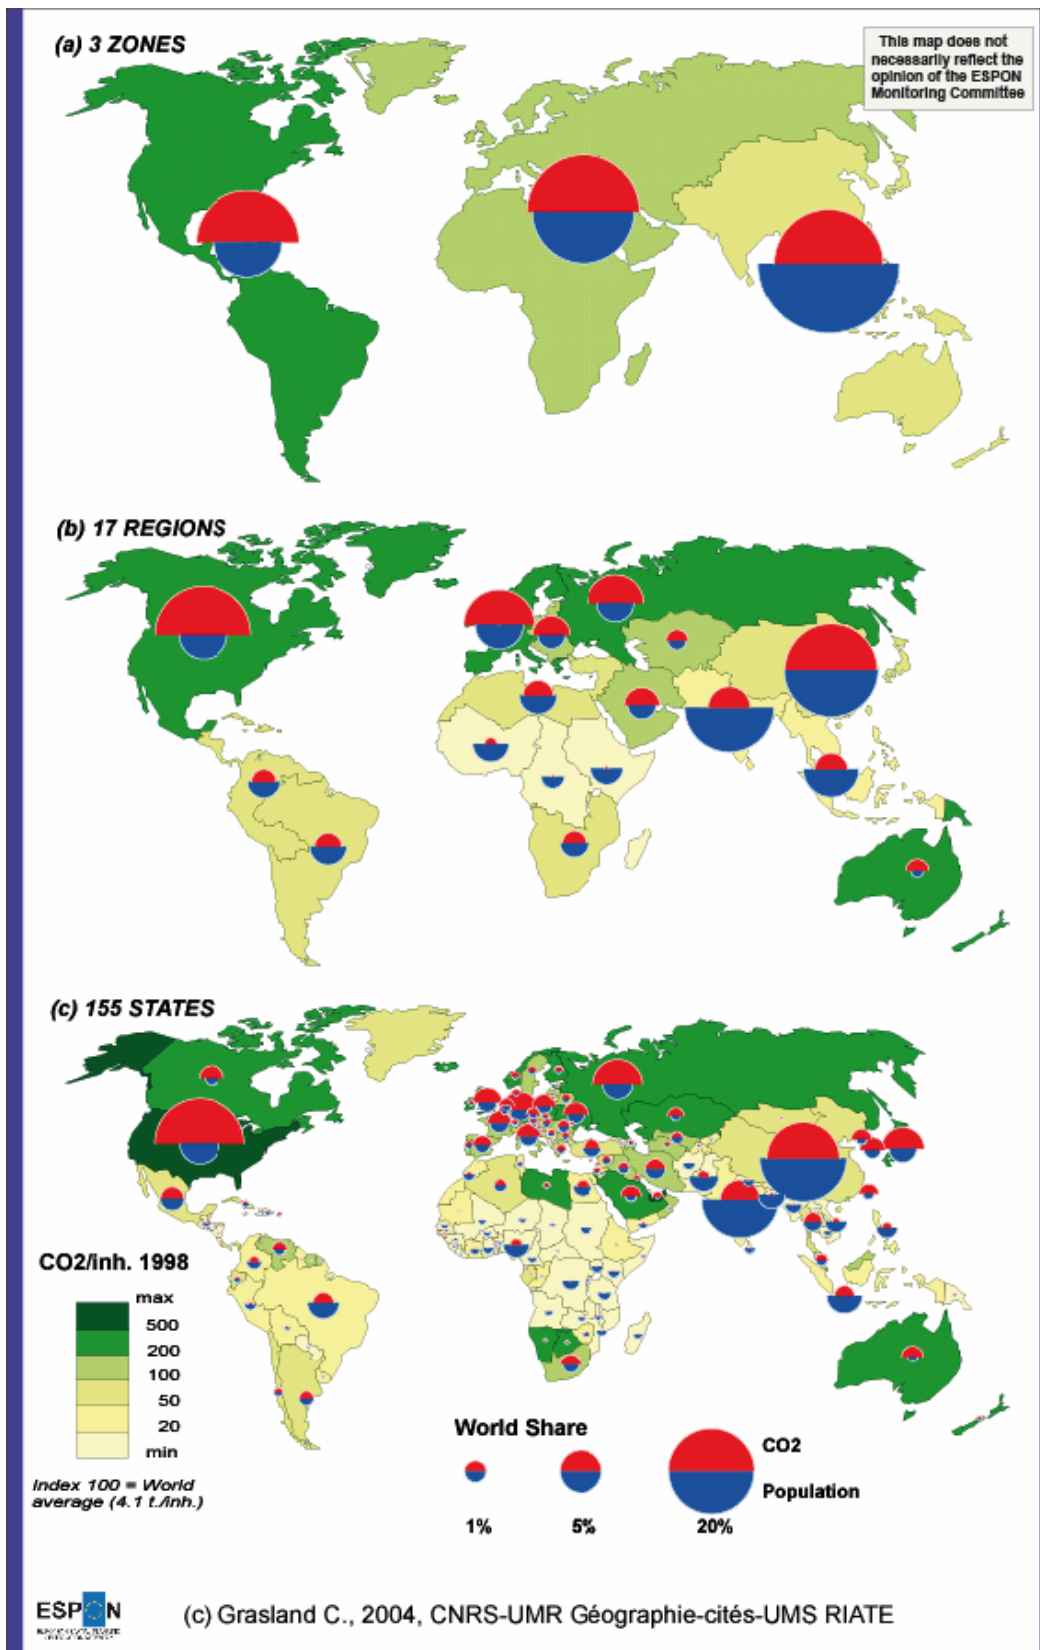 (a) 3 ZONES
This map does not
necessarily reflect the
opinion of the ESPON
Monitoring Committee
(b) 17 REGIONS
(c) 155 STATES
CO2/inh. 1998
max
500
200
100
50
20
min
Index 100 = World
average (4.1 t./inh.)
World Share
CO2
Population
1%
5%
20%
ESPON
(c) Grasland C., 2004, CNRS-UMR Géographie-cités-UMS RIATE